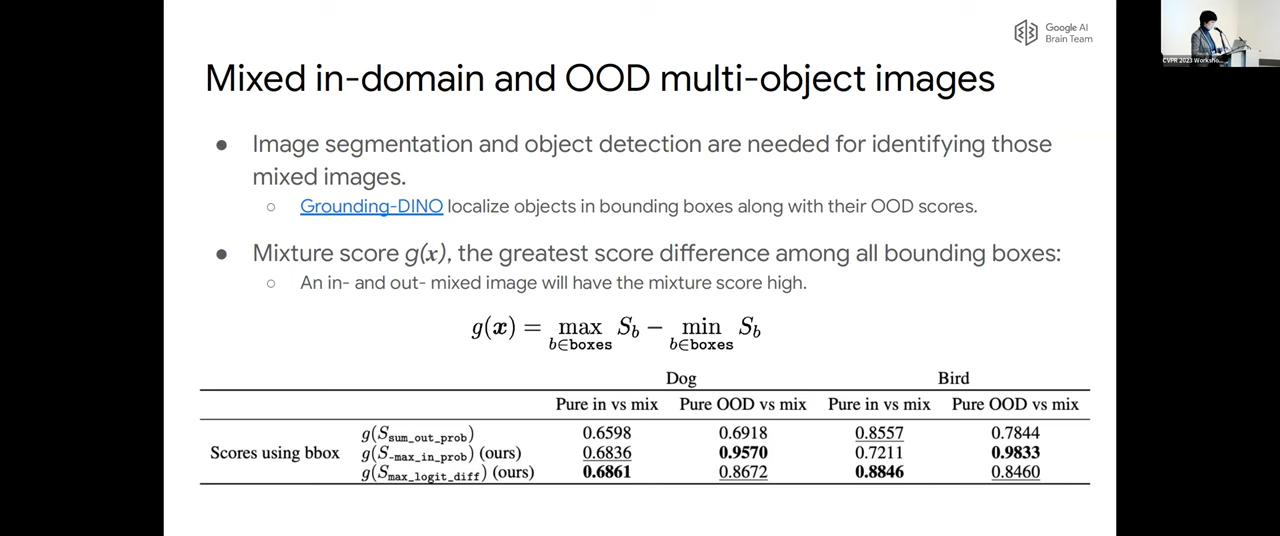 Google AI
Brain Team
CVPR 2023 Worksho...
Mixed in-domain and OOD multi-object images
● Image segmentation and object detection are needed for identifying those
mixed images.
○ Grounding-DINO localize objects in bounding boxes along with their OOD scores.
● Mixture score g(x), the greatest score difference among all bounding boxes:
○ An in- and out- mixed image will have the mixture score high.
g(x) = max S_b − min S_b
b∈boxes b∈boxes
Dog Bird
Pure in vs mix Pure OOD vs mix Pure in vs mix Pure OOD vs mix
g(S_sum_out_prob) 0.6598 0.6918 0.8557 0.7844
Scores using bbox g(S_-max_in_prob) (ours) 0.6836 0.9570 0.7211 0.9833
g(S_max_logit_diff) (ours) 0.6861 0.8672 0.8846 0.8460